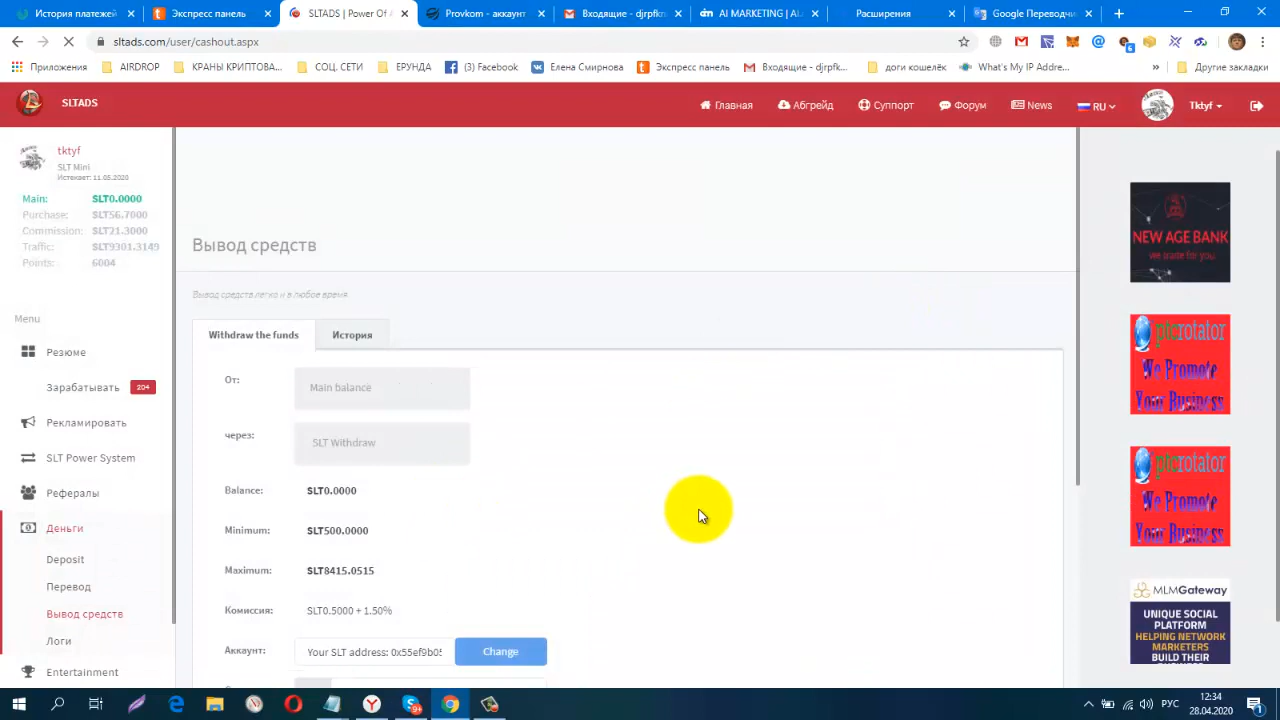 История платежей
Экспресс панель
SLTADS | Power Of A
Provkom - аккаунт
Входящие - djrpfkn
AI MARKETING | AI
Расширения
Google Переводчи
sltads.com/user/cashout.aspx
Приложения
AIRDROP
КРАНЫ КРИПТОВА...
СОЦ. СЕТИ
ЕРУНДА
(3) Facebook
Елена Смирнова
Экспресс панель
Входящие - djrpfk...
доги кошелёк
What's My IP Addre...
Другие закладки
SLTADS
Главная
Абгрейд
Суппорт
Форум
News
RU
Tktyf
tktyf
SLT Mini
Истекает: 11.05.2020
Main: SLT0.0000
Purchase: SLT56.7000
Commission: SLT21.3000
Traffic: SLT9301.3149
Points: 6004
Menu
Резюме
Зарабатывать 204
Рекламировать
SLT Power System
Рефералы
Деньги
Deposit
Перевод
Вывод средств
Логи
Entertainment
Вывод средств
Вывод средств легко и в любое время
Withdraw the funds
История
От: Main balance
через: SLT Withdraw
Balance: SLT0.0000
Minimum: SLT500.0000
Maximum: SLT8415.0515
Комиссия: SLT0.5000 + 1.50%
Аккаунт: Your SLT address: 0x55ef9b05 Change
NEW AGE BANK
we trade for you.
ptcrotator
We Promote
Your Business
ptcrotator
We Promote
Your Business
MLMGateway
UNIQUE SOCIAL
PLATFORM
HELPING NETWORK
MARKETERS
BUILD THEIR
РУС
12:34
28.04.2020